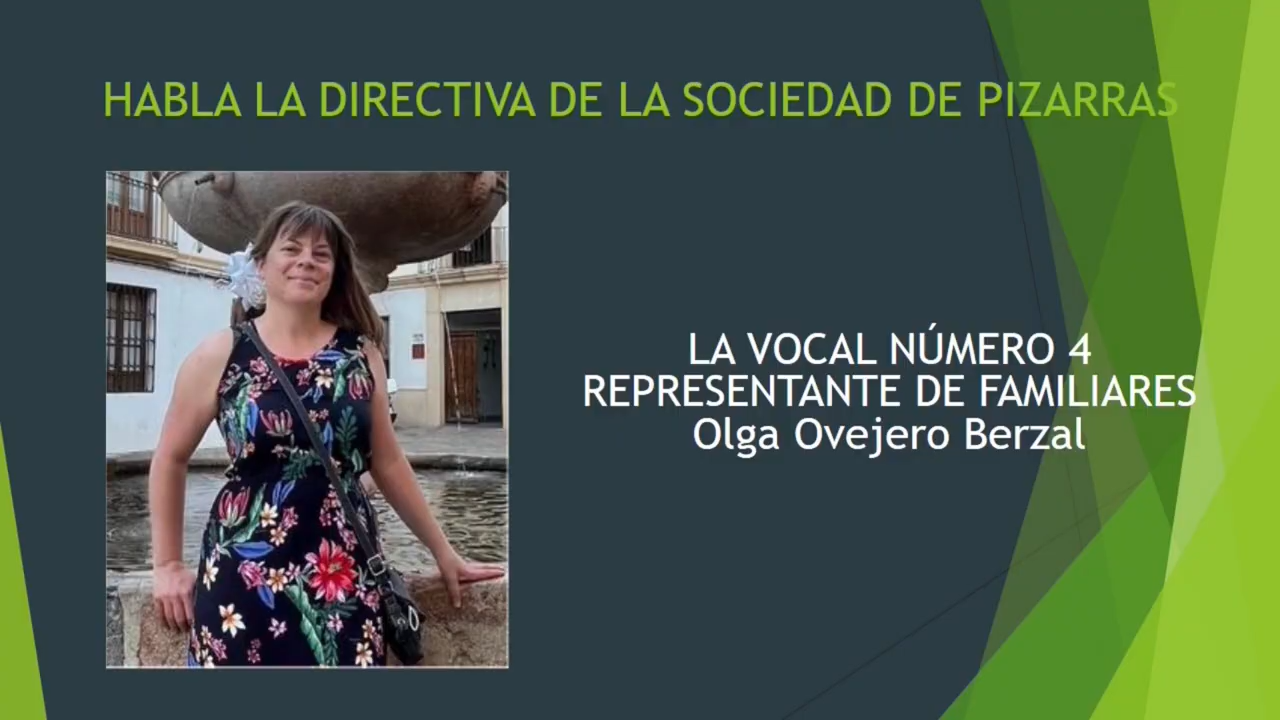 HABLA LA DIRECTIVA DE LA SOCIEDAD DE PIZARRAS
LA VOCAL NÚMERO 4
REPRESENTANTE DE FAMILIARES
Olga Ovejero Berzal